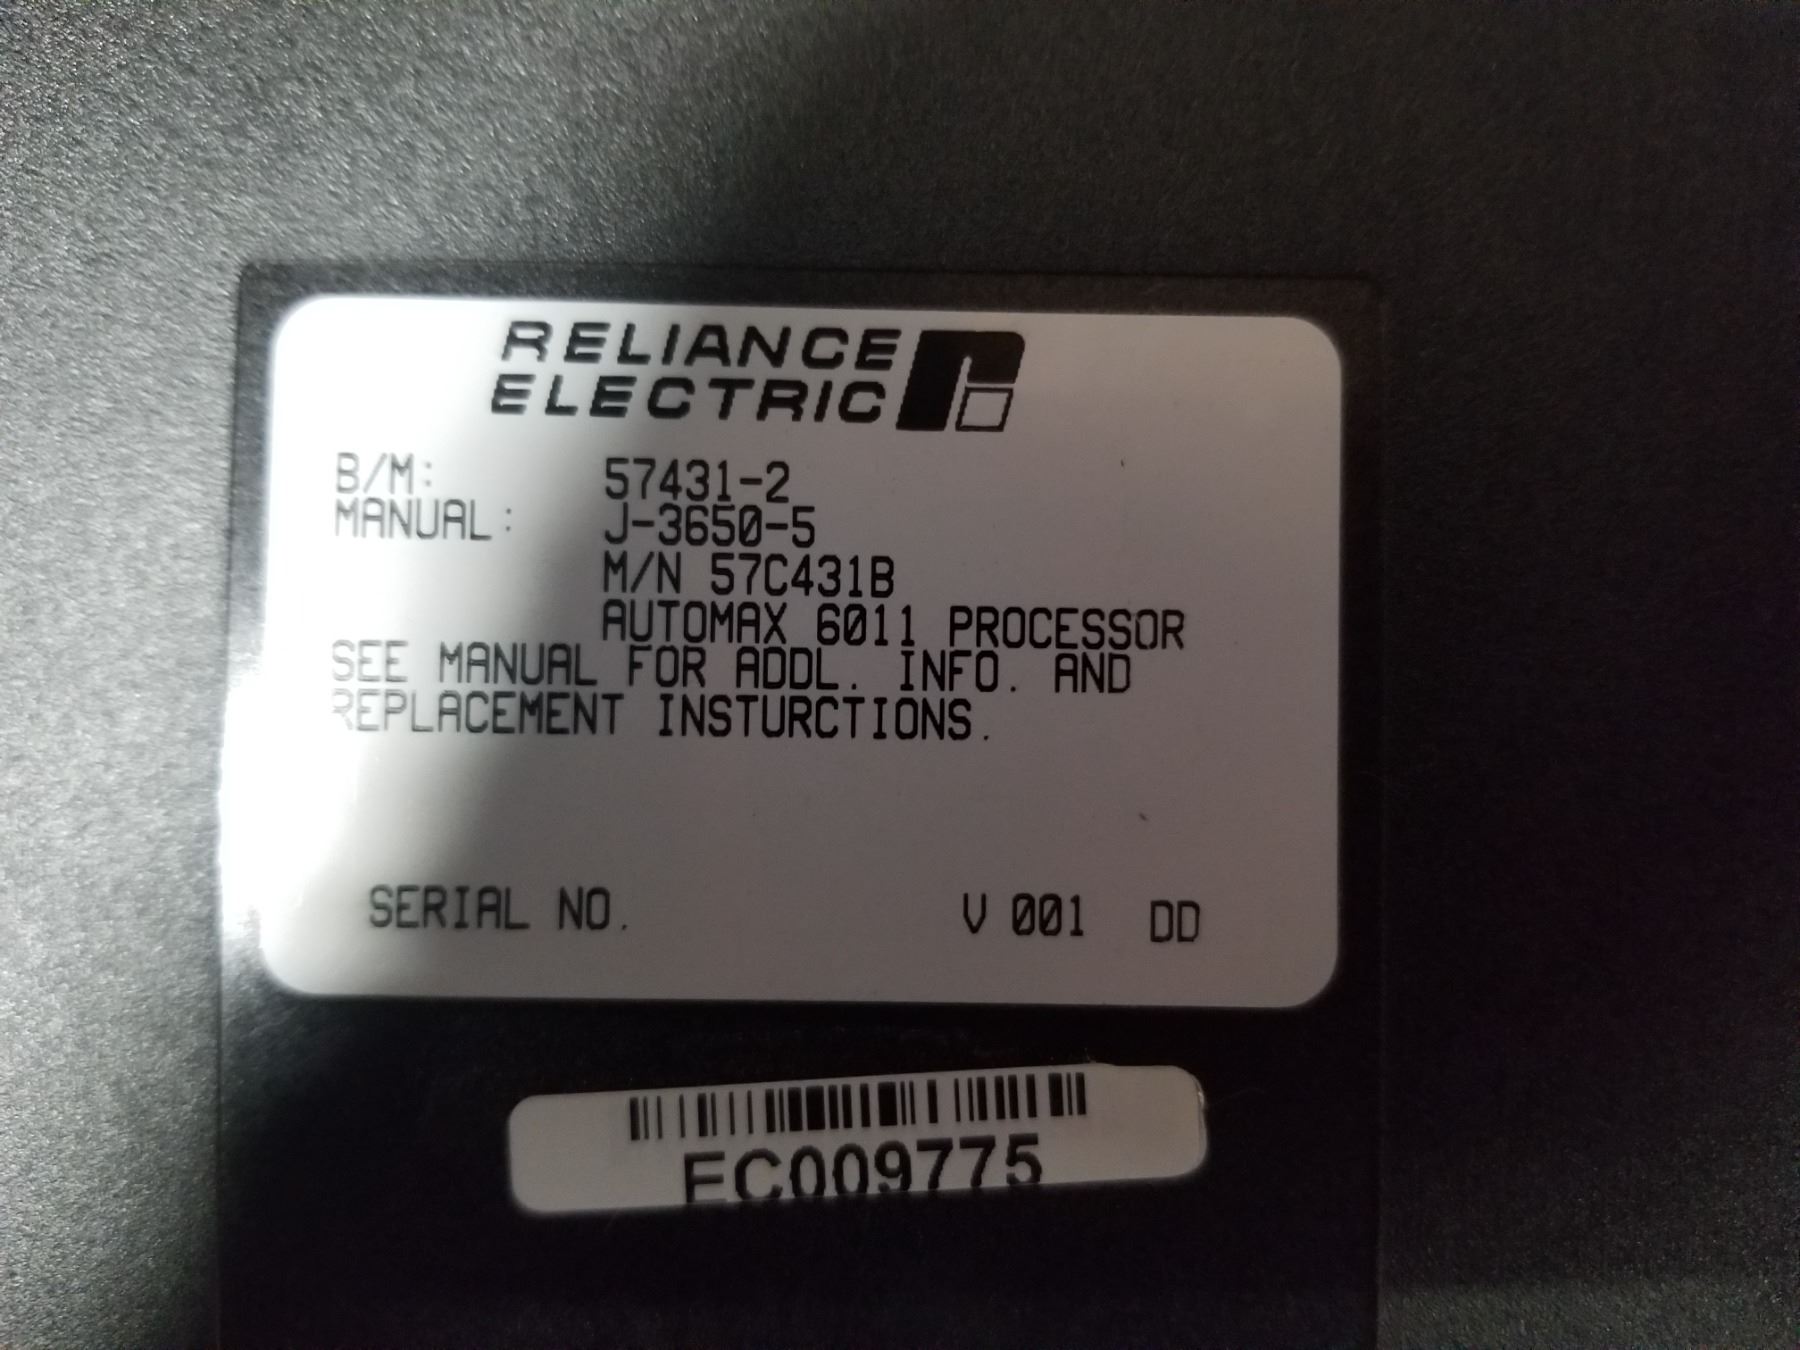 RELIANCE
ELECTRIC
B/M: 57431-2
MANUAL: J-3650-5
M/N 57C431B
AUTOMAX 6011 PROCESSOR
SEE MANUAL FOR ADDL. INFO. AND
REPLACEMENT INSTURCTIONS.
SERIAL NO. V 001 DD
EC009775